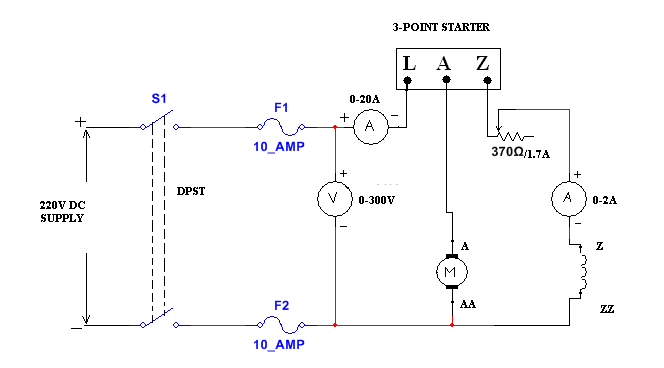 3-POINT STARTER
L A Z
S1
F1
0-20A
+ −
A
10_AMP
370Ω/1.7A
+
DPST
+
V
0-300V
−
220V DC
SUPPLY
+
A
0-2A
−
A
Z
M
AA
ZZ
F2
−
10_AMP